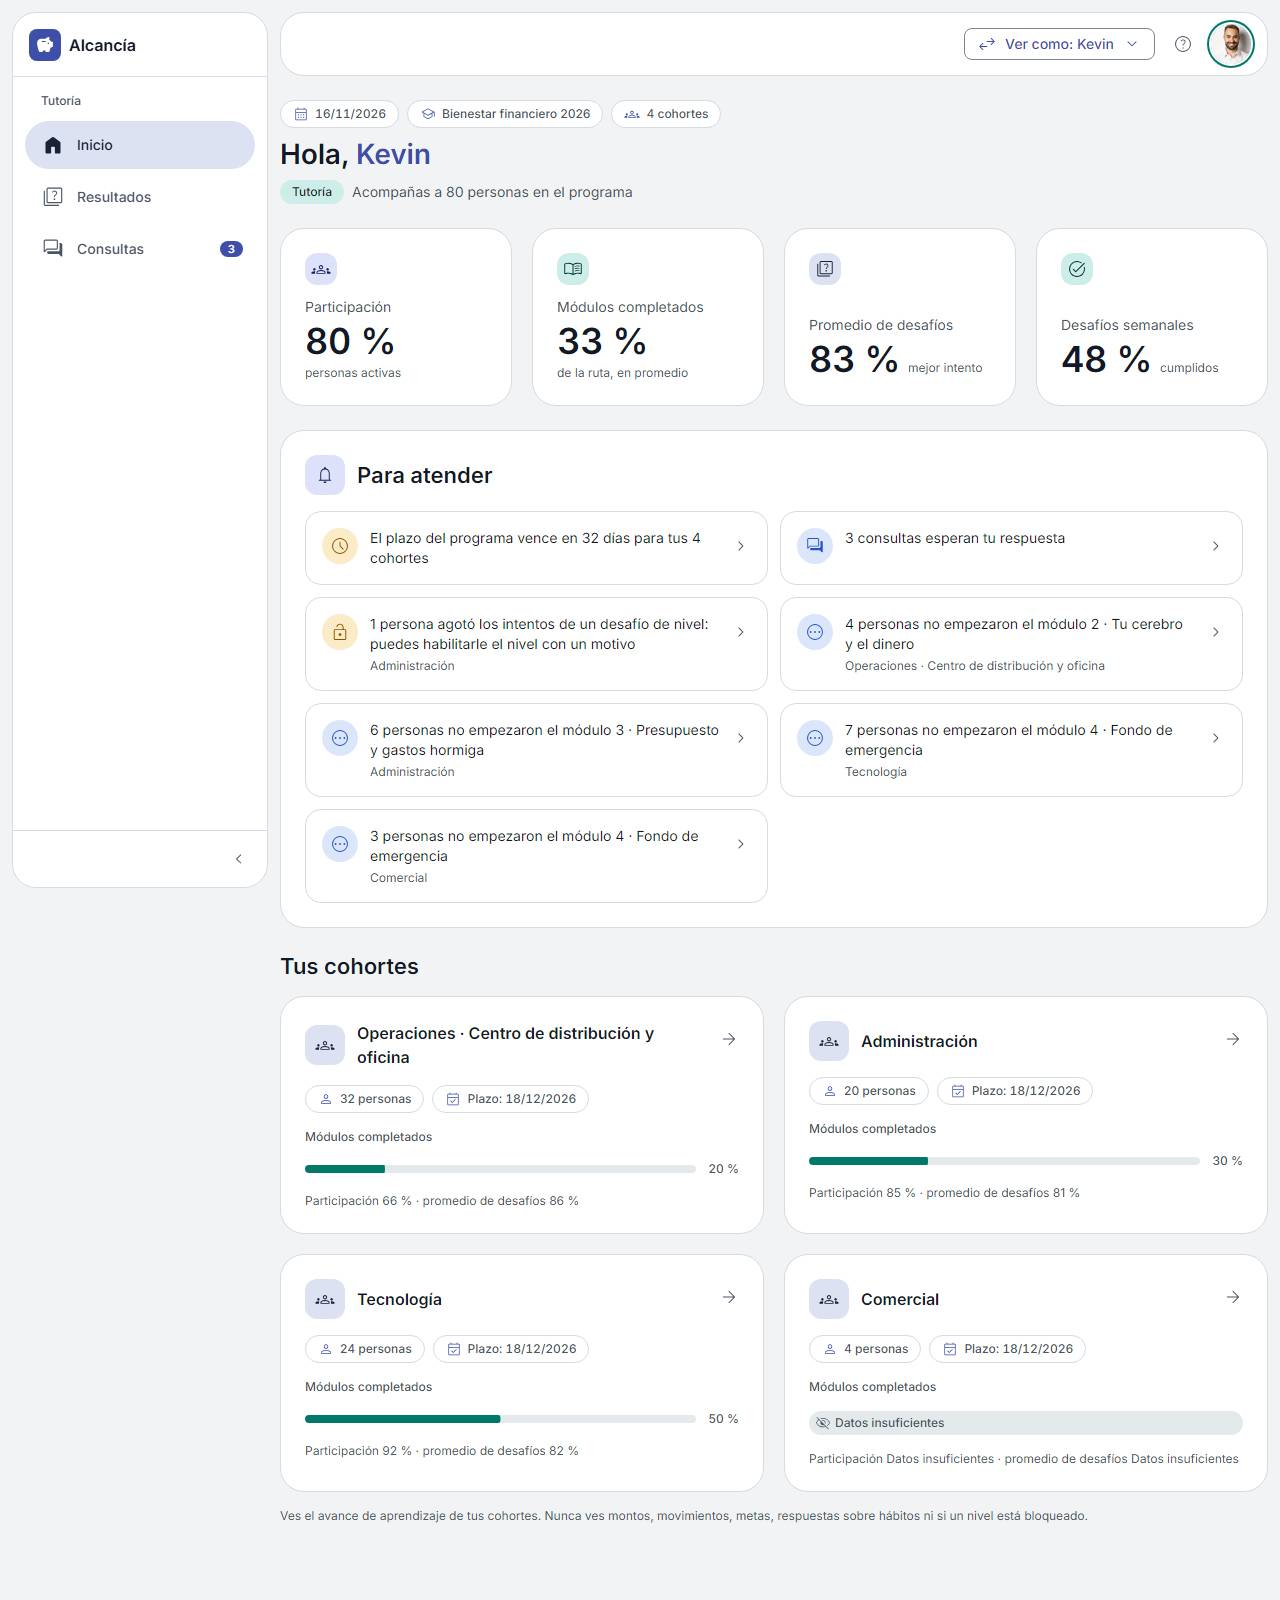 Alcancía
Ver como: Kevin
Tutoría
Inicio
Resultados
Consultas
3
16/11/2026
Bienestar financiero 2026
4 cohortes
Hola, Kevin
Tutoría
Acompañas a 80 personas en el programa
Participación
80 %
personas activas
Módulos completados
33 %
de la ruta, en promedio
Promedio de desafíos
83 % mejor intento
Desafíos semanales
48 % cumplidos
Para atender
El plazo del programa vence en 32 días para tus 4
cohortes
3 consultas esperan tu respuesta
1 persona agotó los intentos de un desafío de nivel:
puedes habilitarle el nivel con un motivo
Administración
4 personas no empezaron el módulo 2 · Tu cerebro
y el dinero
Operaciones · Centro de distribución y oficina
6 personas no empezaron el módulo 3 · Presupuesto
y gastos hormiga
Administración
7 personas no empezaron el módulo 4 · Fondo de
emergencia
Tecnología
3 personas no empezaron el módulo 4 · Fondo de
emergencia
Comercial
Tus cohortes
Operaciones · Centro de distribución y
oficina
32 personas
Plazo: 18/12/2026
Módulos completados
20 %
Participación 66 % · promedio de desafíos 86 %
Administración
20 personas
Plazo: 18/12/2026
Módulos completados
30 %
Participación 85 % · promedio de desafíos 81 %
Tecnología
24 personas
Plazo: 18/12/2026
Módulos completados
50 %
Participación 92 % · promedio de desafíos 82 %
Comercial
4 personas
Plazo: 18/12/2026
Módulos completados
Datos insuficientes
Participación Datos insuficientes · promedio de desafíos Datos insuficientes
Ves el avance de aprendizaje de tus cohortes. Nunca ves montos, movimientos, metas, respuestas sobre hábitos ni si un nivel está bloqueado.